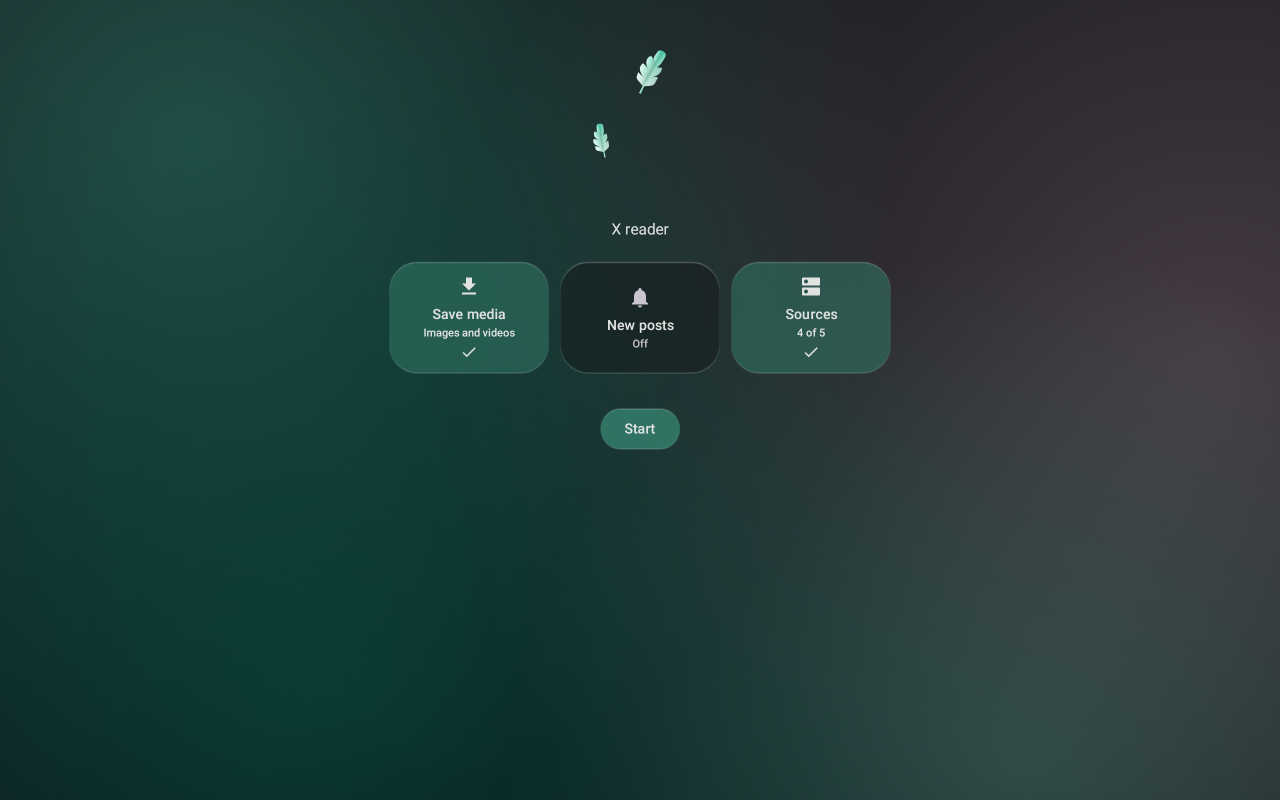 X reader
Save media
Images and videos
New posts
Off
Sources
4 of 5
Start